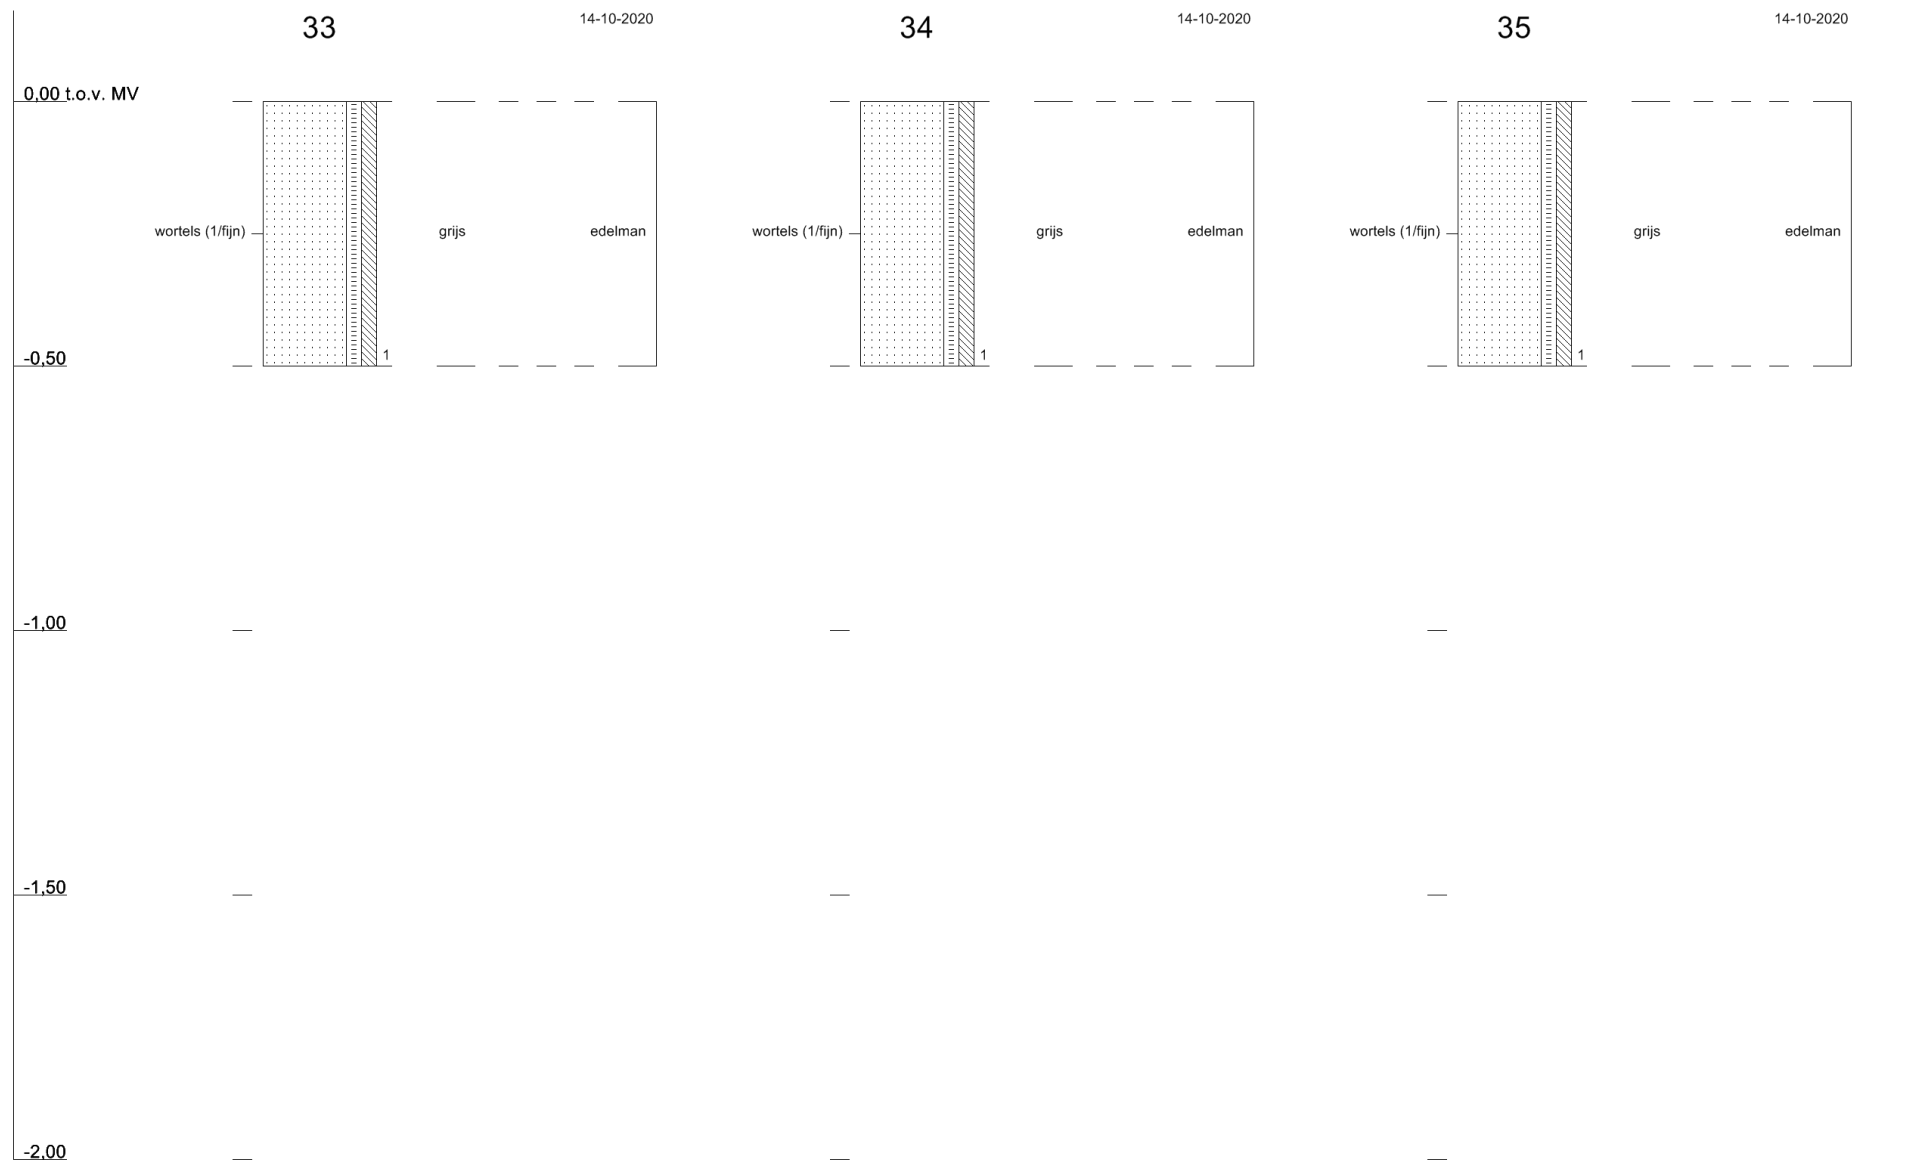 33 14-10-2020 34 14-10-2020 35 14-10-2020
0,00 t.o.v. MV
wortels (1/fijn) grijs edelman wortels (1/fijn) grijs edelman wortels (1/fijn) grijs edelman
-0,50 1 1 1
-1,00
-1,50
-2,00